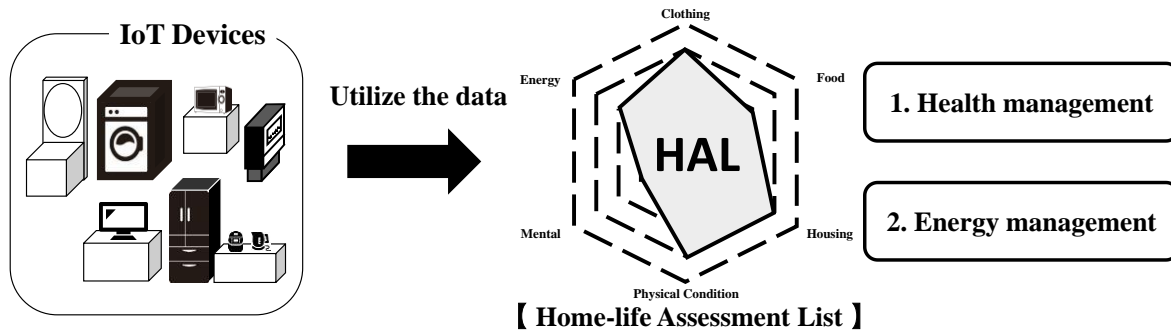 IoT Devices
Utilize the data
Clothing
Energy
Food
HAL
Mental
Housing
Physical Condition
【 Home-life Assessment List 】
1. Health management
2. Energy management